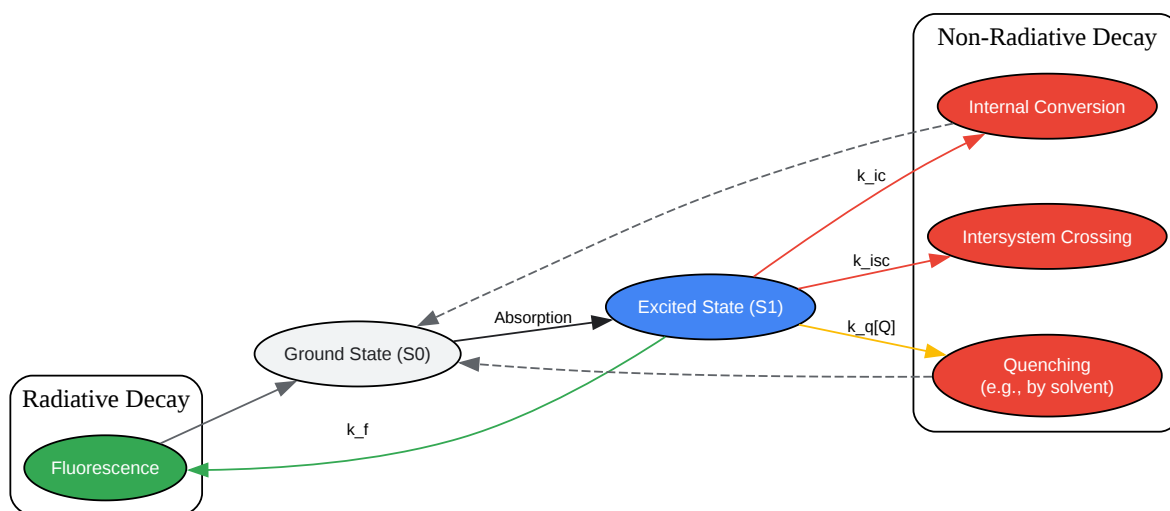 Non-Radiative Decay
Internal Conversion
k_ic
Intersystem Crossing
k_isc
Excited State (S1)
Absorption
k_q[Q]
Ground State (S0)
Quenching
(e.g., by solvent)
Radiative Decay
k_f
Fluorescence